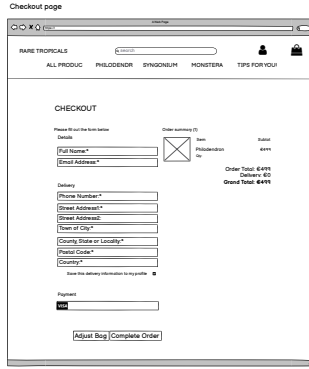 Checkout page
RARE TROPICALS
search
ALL PRODUC PHILODENDR SYNGONIUM MONSTERA TIPS FOR YOU!
CHECKOUT
Please fill out the form below
Order summary (1)
Details
Item Subtotal
Full Name:*
Philodendron €499
Qty
Email Address:*
Order Total: €499
Delivery: €0
Grand Total: €499
Delivery
Phone Number:*
Street Address1:*
Street Address2:
Town of City:*
County, State or Locality:*
Postal Code:*
Country:*
Save this delivery information to my profile
Payment
VISA
Adjust Bag Complete Order